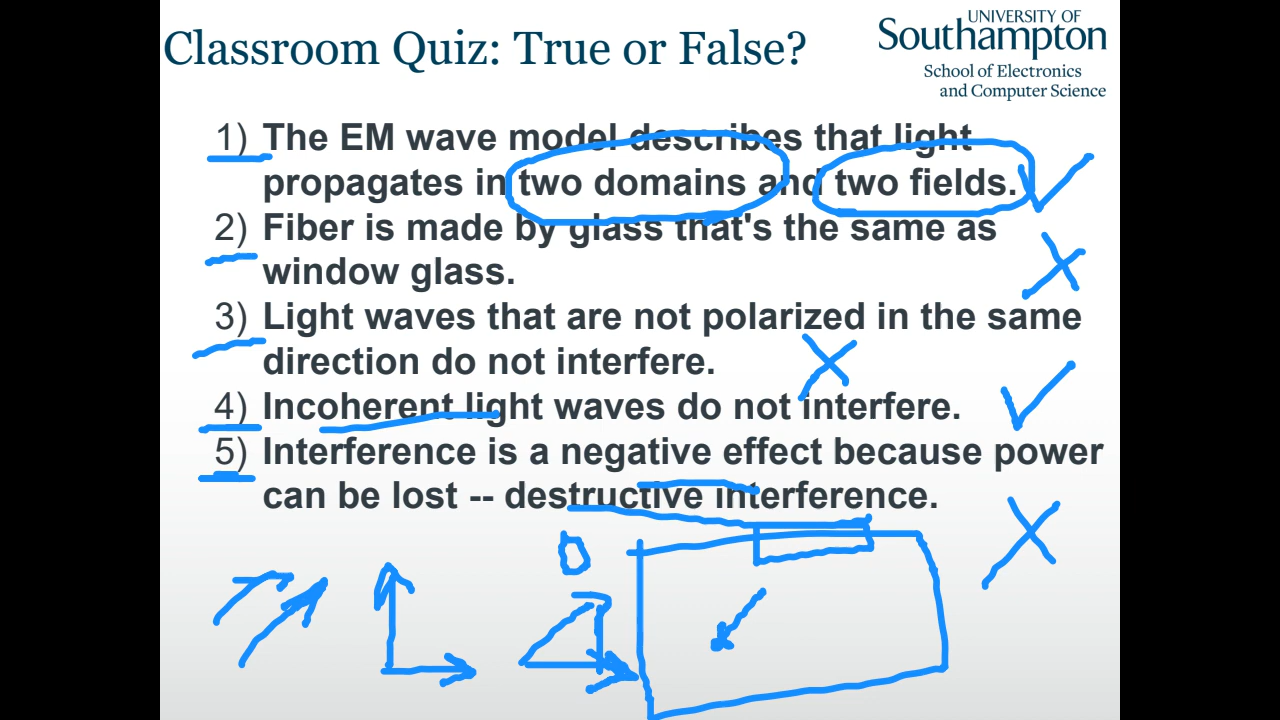 Classroom Quiz: True or False?
UNIVERSITY OF
Southampton
School of Electronics
and Computer Science
1) The EM wave model describes that light
propagates in two domains and two fields.
2) Fiber is made by glass that's the same as
window glass.
3) Light waves that are not polarized in the same
direction do not interfere.
4) Incoherent light waves do not interfere.
5) Interference is a negative effect because power
can be lost -- destructive interference.